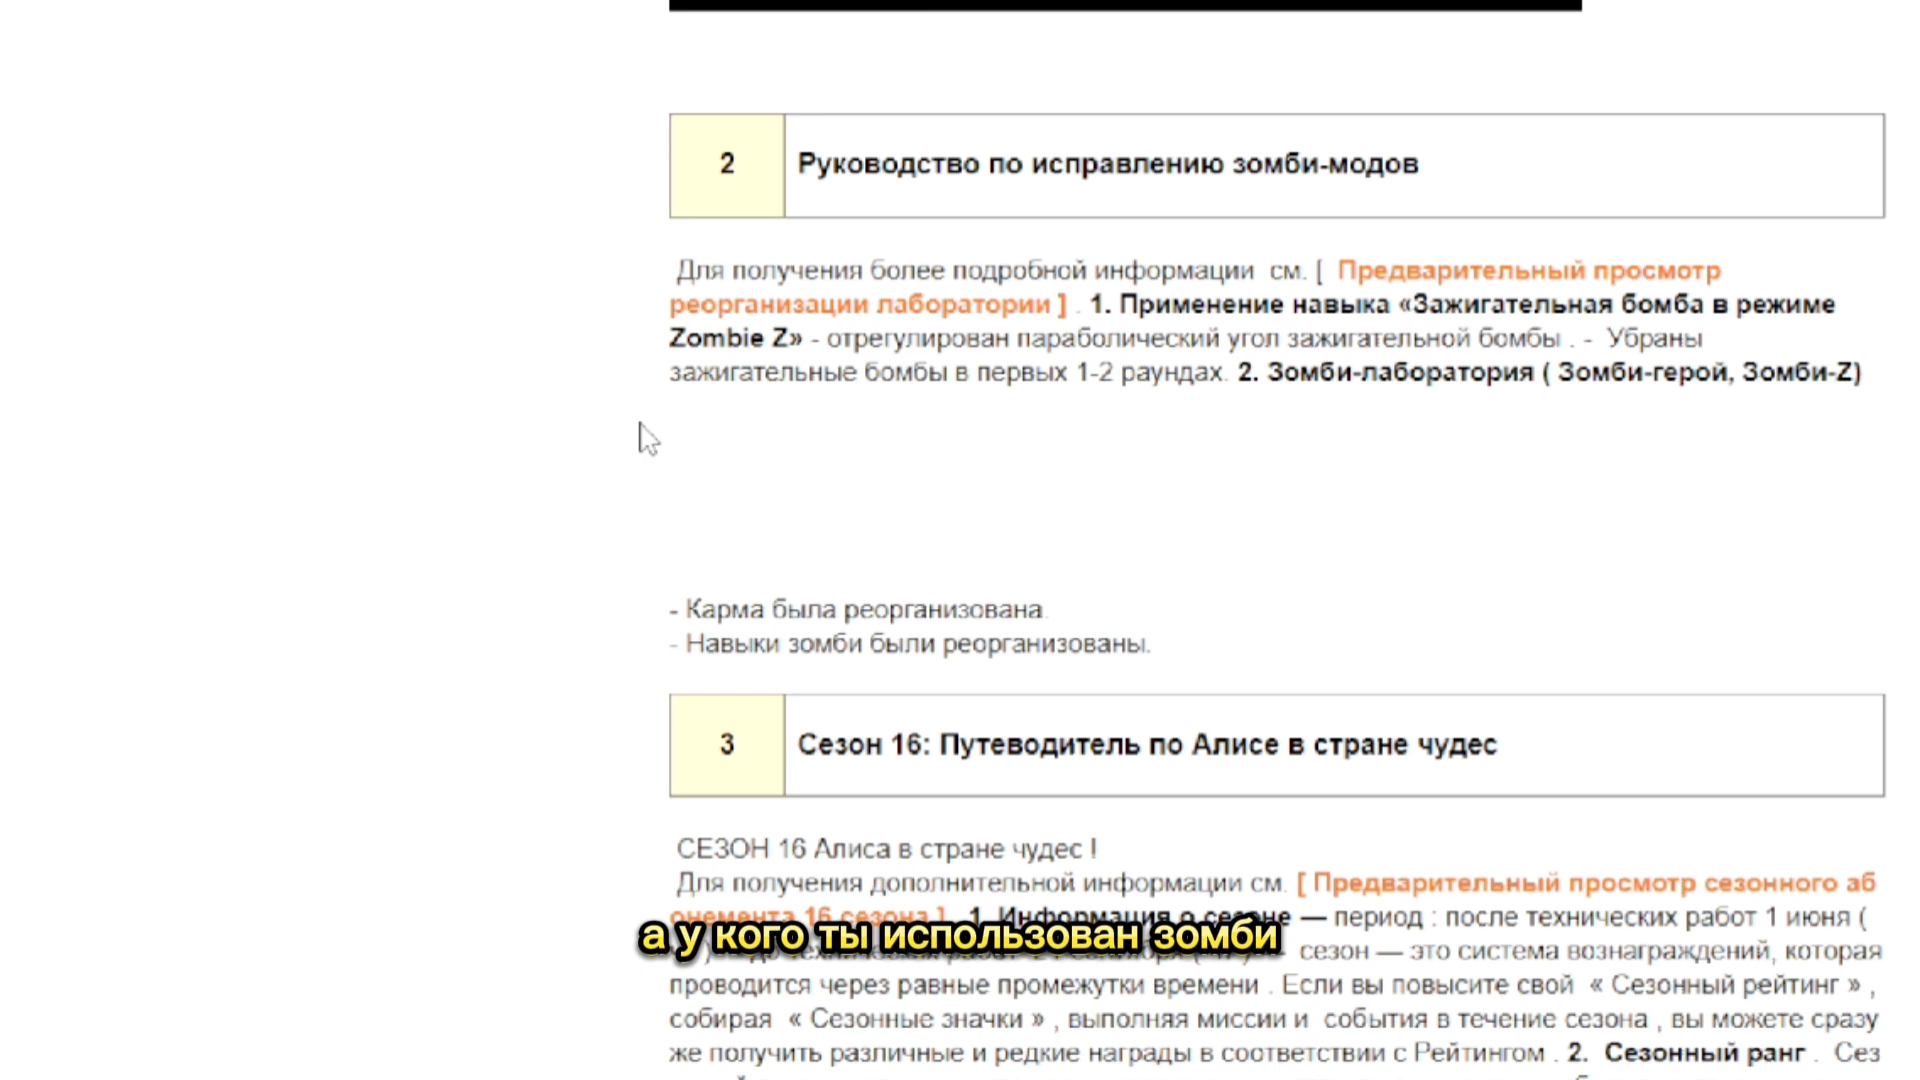 2 Руководство по исправлению зомби-модов
Для получения более подробной информации см. [ Предварительный просмотр
реорганизации лаборатории ] . 1. Применение навыка «Зажигательная бомба в режиме
Zombie Z» - отрегулирован параболический угол зажигательной бомбы . - Убраны
зажигательные бомбы в первых 1-2 раундах. 2. Зомби-лаборатория ( Зомби-герой, Зомби-Z)
- Карма была реорганизована.
- Навыки зомби были реорганизованы.
3 Сезон 16: Путеводитель по Алисе в стране чудес
СЕЗОН 16 Алиса в стране чудес !
Для получения дополнительной информации см. [ Предварительный просмотр сезонного аб
онемента 16 сезона ] . 1. Информация о сезоне — период : после технических работ 1 июня (
а у кого ты использован зомби
сезон — это система вознаграждений, которая
проводится через равные промежутки времени . Если вы повысите свой « Сезонный рейтинг » ,
собирая « Сезонные значки » , выполняя миссии и события в течение сезона , вы можете сразу
же получить различные и редкие награды в соответствии с Рейтингом . 2. Сезонный ранг . Сез